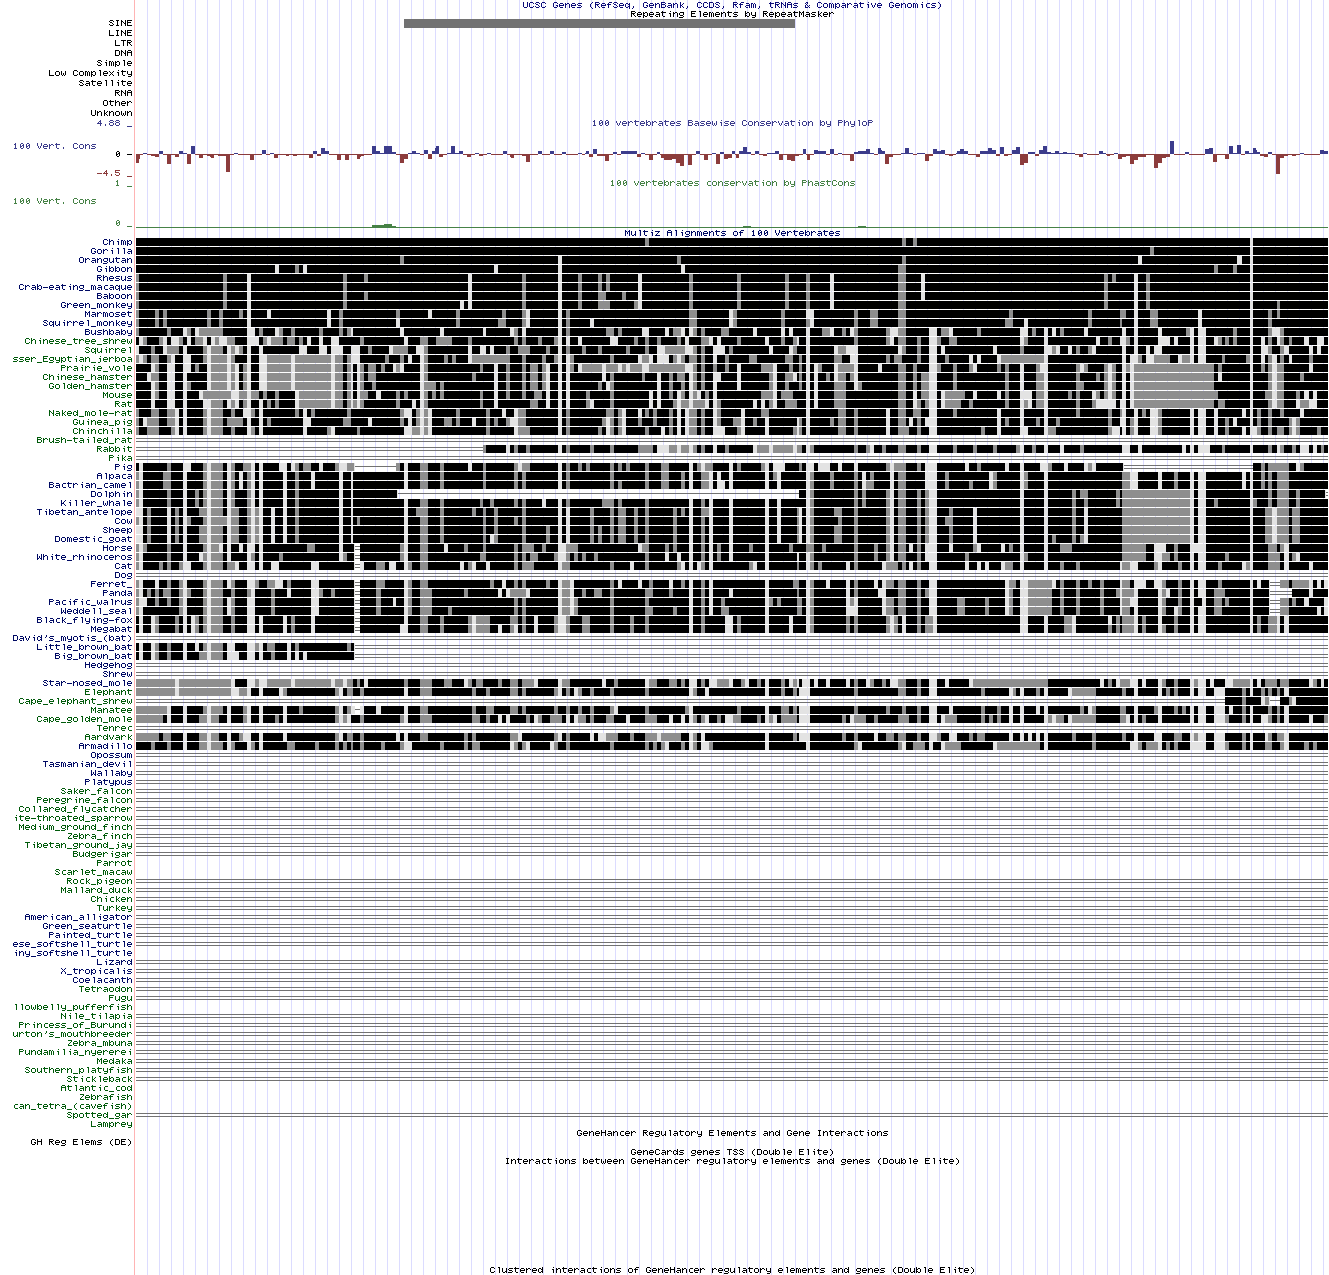 UCSC Genes (RefSeq, GenBank, CCDS, Rfam, tRNAs & Comparative Genomics)
Repeating Elements by RepeatMasker
SINE
LINE
LTR
DNA
Simple
Low Complexity
Satellite
RNA
Other
Unknown
4.88 _
100 vertebrates Basewise Conservation by PhyloP
100 Vert. Cons
0 _
-4.5 _
100 vertebrates conservation by PhastCons
1 _
100 Vert. Cons
0 _
Multiz Alignments of 100 Vertebrates
Chimp
Gorilla
Orangutan
Gibbon
Rhesus
Crab-eating_macaque
Baboon
Green_monkey
Marmoset
Squirrel_monkey
Bushbaby
Chinese_tree_shrew
Squirrel
sser_Egyptian_jerboa
Prairie_vole
Chinese_hamster
Golden_hamster
Mouse
Rat
Naked_mole-rat
Guinea_pig
Chinchilla
Brush-tailed_rat
Rabbit
Pika
Pig
Alpaca
Bactrian_camel
Dolphin
Killer_whale
Tibetan_antelope
Cow
Sheep
Domestic_goat
Horse
White_rhinoceros
Cat
Dog
Ferret_
Panda
Pacific_walrus
Weddell_seal
Black_flying-fox
Megabat
David's_myotis_(bat)
Little_brown_bat
Big_brown_bat
Hedgehog
Shrew
Star-nosed_mole
Elephant
Cape_elephant_shrew
Manatee
Cape_golden_mole
Tenrec
Aardvark
Armadillo
Opossum
Tasmanian_devil
Wallaby
Platypus
Saker_falcon
Peregrine_falcon
Collared_flycatcher
ite-throated_sparrow
Medium_ground_finch
Zebra_finch
Tibetan_ground_jay
Budgerigar
Parrot
Scarlet_macaw
Rock_pigeon
Mallard_duck
Chicken
Turkey
American_alligator
Green_seaturtle
Painted_turtle
ese_softshell_turtle
iny_softshell_turtle
Lizard
X_tropicalis
Coelacanth
Tetraodon
Fugu
llowbelly_pufferfish
Nile_tilapia
Princess_of_Burundi
urton's_mouthbreeder
Zebra_mbuna
Pundamilia_nyererei
Medaka
Southern_platyfish
Stickleback
Atlantic_cod
Zebrafish
can_tetra_(cavefish)
Spotted_gar
Lamprey
GeneHancer Regulatory Elements and Gene Interactions
GH Reg Elems (DE)
GeneCards genes TSS (Double Elite)
Interactions between GeneHancer regulatory elements and genes (Double Elite)
Clustered interactions of GeneHancer regulatory elements and genes (Double Elite)